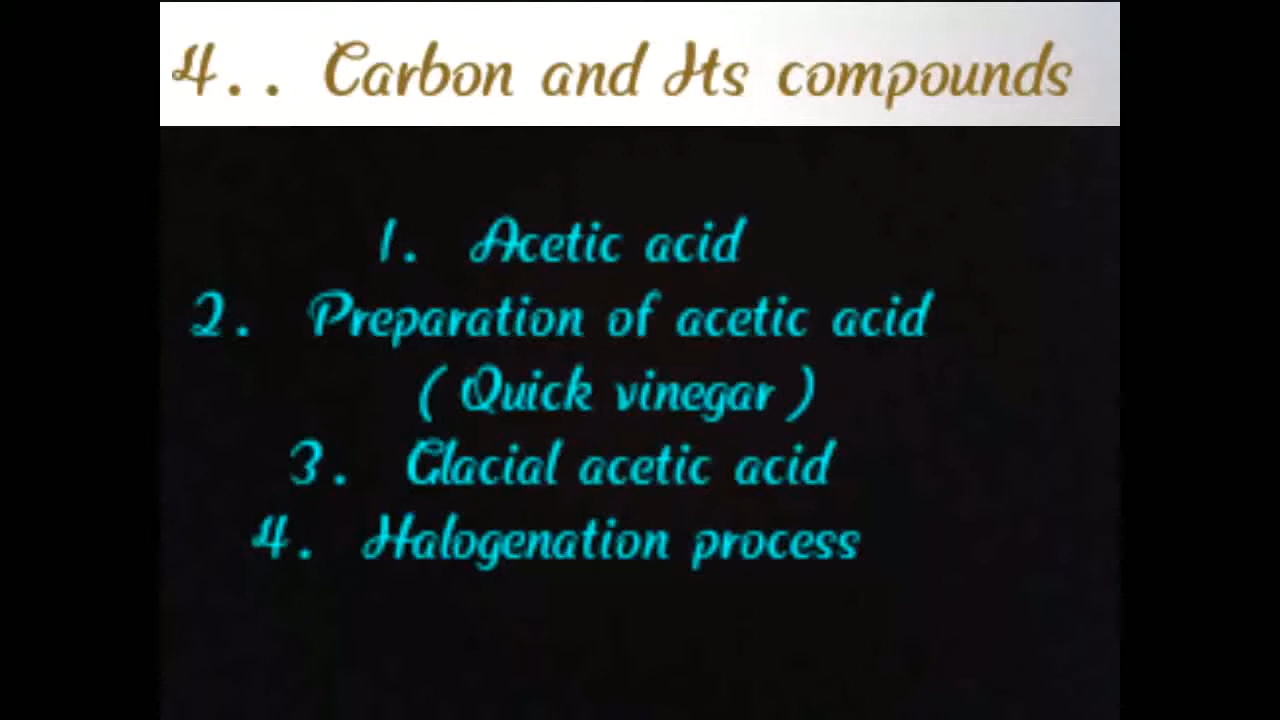 4.. Carbon and Its compounds
1. Acetic acid
2. Preparation of acetic acid
( Quick vinegar )
3. Glacial acetic acid
4. Halogenation process